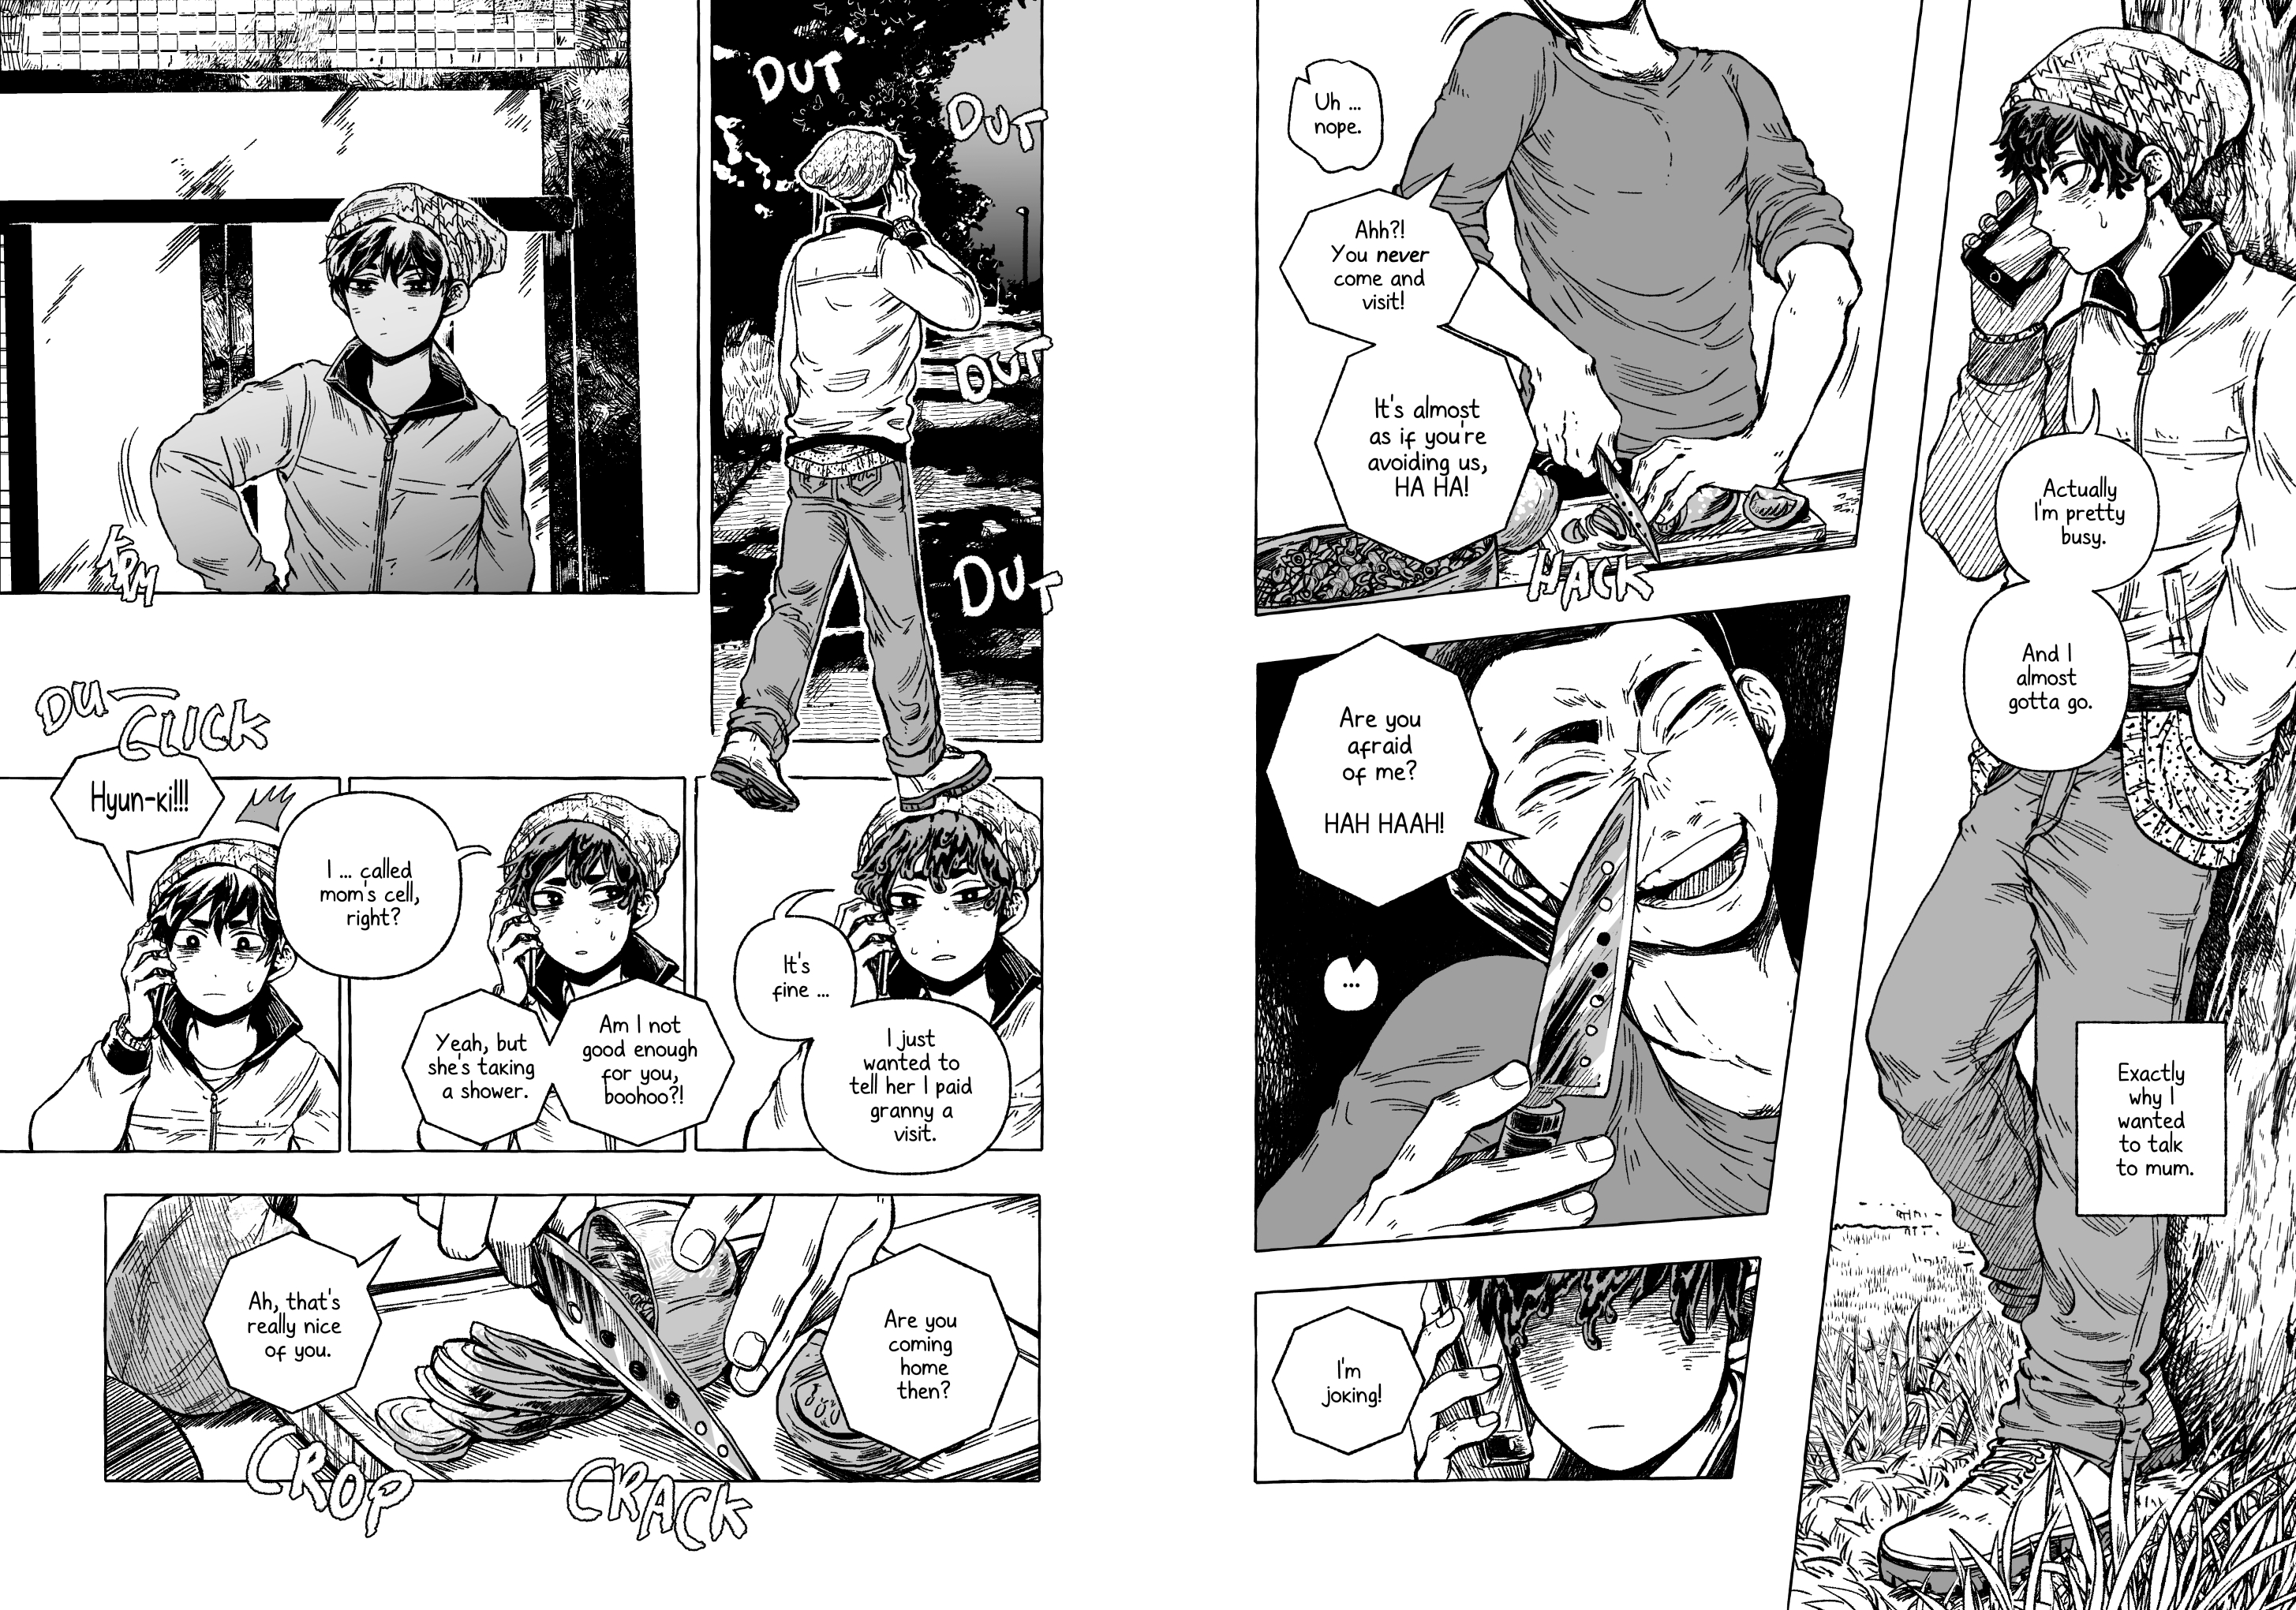 DUT
DUT
DUT
DUT
DU
CLICK
Hyun-ki!!!
I ... called
mom's cell,
right?
Yeah, but
she's taking
a shower.
Am I not
good enough
for you,
boohoo?!
It's
fine ...
I just
wanted to
tell her I paid
granny a
visit.
Ah, that's
really nice
of you.
Are you
coming
home
then?
CROP
CRACK
Uh ...
nope.
Ahh?!
You never
come and
visit!
It's almost
as if you're
avoiding us,
HA HA!
HACK
Are you
afraid
of me?
HAH HAAH!
...
I'm
joking!
Actually
I'm pretty
busy.
And I
almost
gotta go.
Exactly
why I
wanted
to talk
to mum.